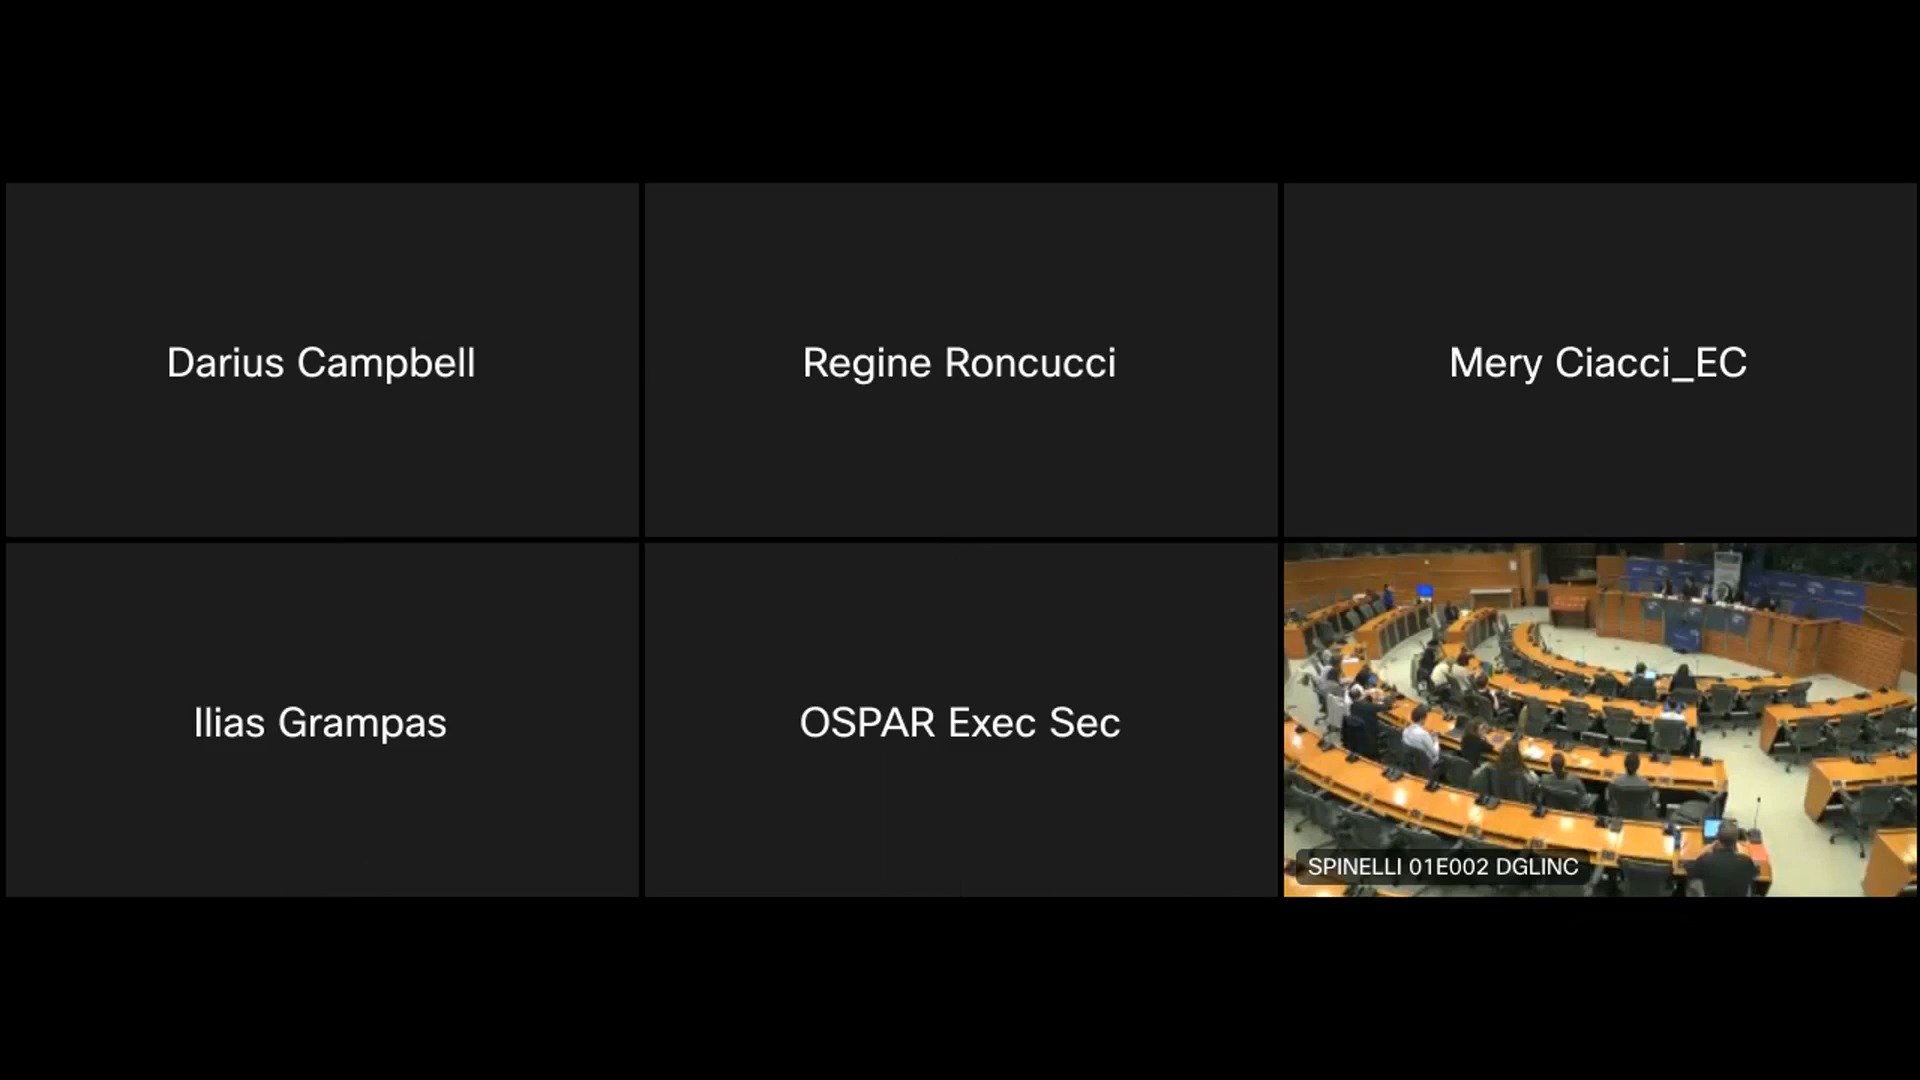 Darius Campbell
Regine Roncucci
Mery Ciacci_EC
Ilias Grampas
OSPAR Exec Sec
SPINELLI 01E002 DGLINC